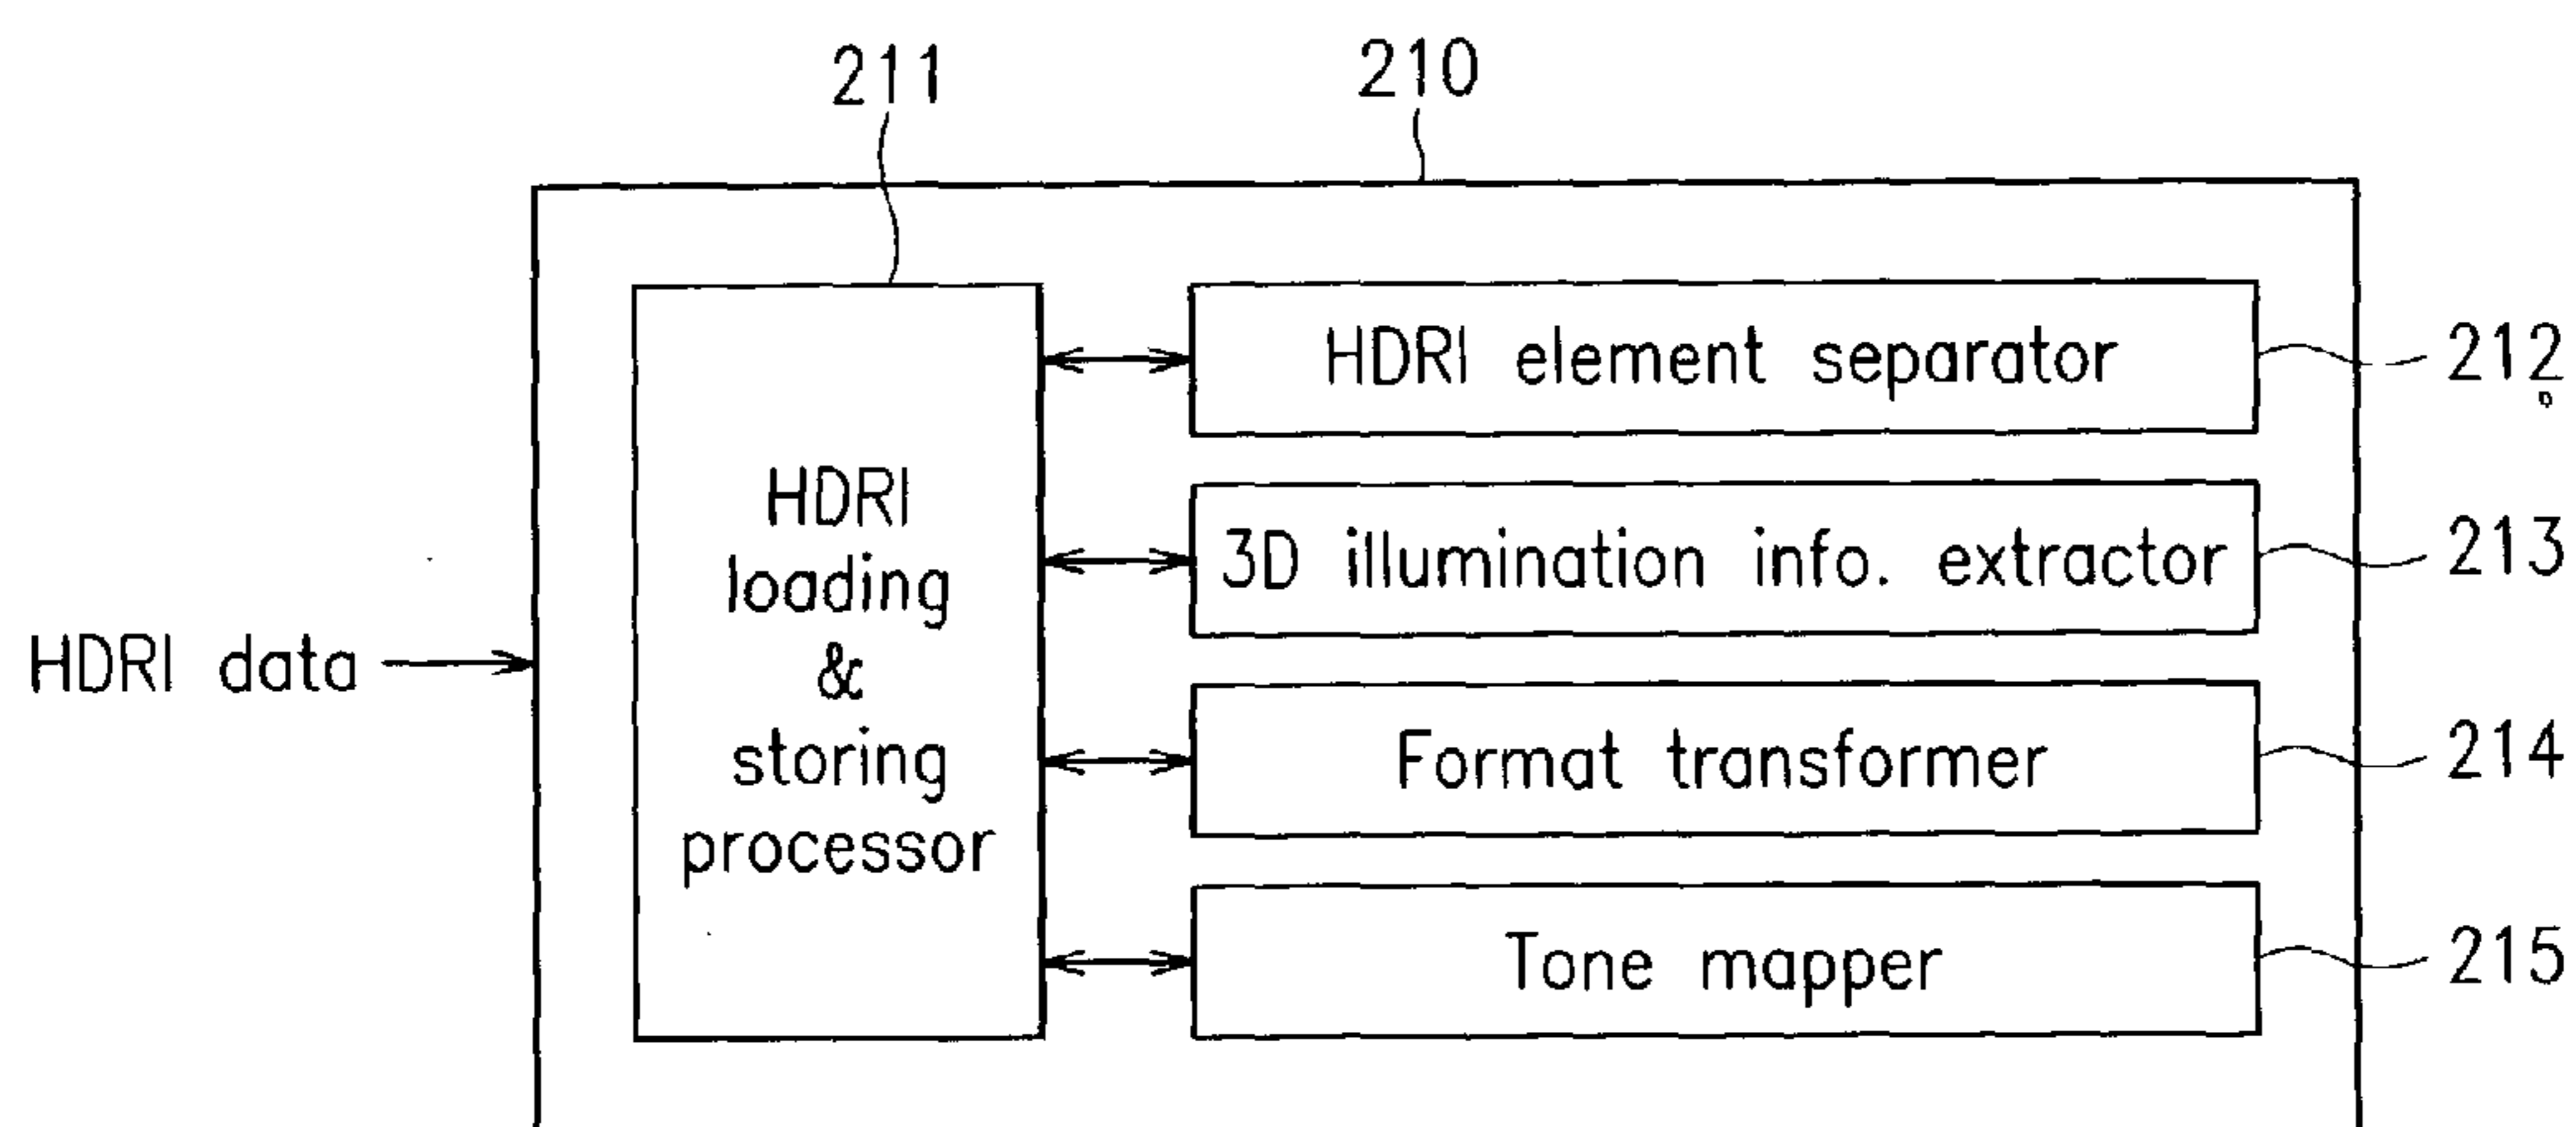 211
210
HDRI element separator
212
HDRI
loading
&
storing
processor
3D illumination info. extractor
213
HDRI data
Format transformer
214
Tone mapper
215